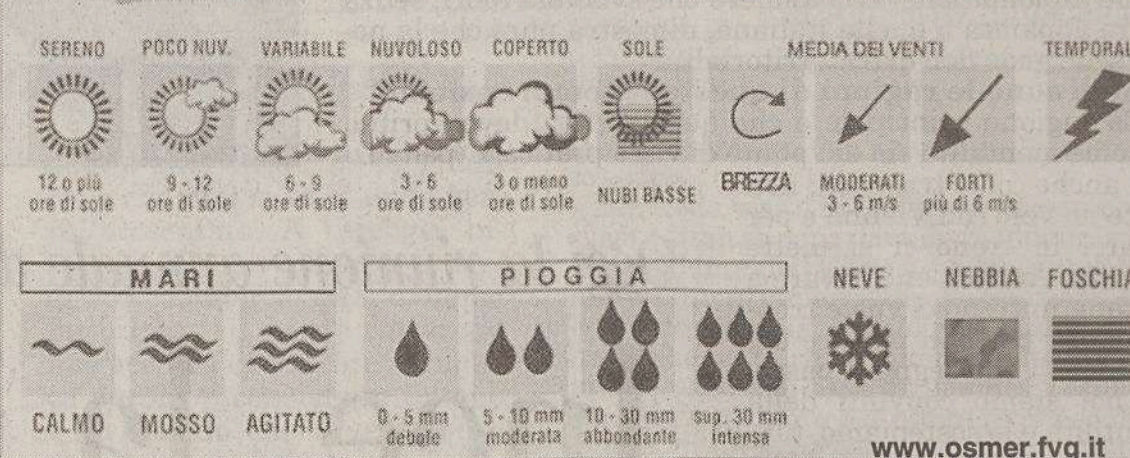 SERENO POCO NUV. VARIABILE NUVOLOSO COPERTO SOLE MEDIA DEI VENTI TEMPORAL
12 o più 9 - 12 6 - 9 3 - 6 3 o meno NUBI BASSE BREZZA MODERATI FORTI
ore di sole ore di sole ore di sole ore di sole ore di sole 3 - 6 m/s più di 6 m/s
MARI PIOGGIA NEVE NEBBIA FOSCHIA
CALMO MOSSO AGITATO 0 - 5 mm 5 - 10 mm 10 - 30 mm sup. 30 mm
debole moderata abbondante intensa
www.osmer.fvg.it